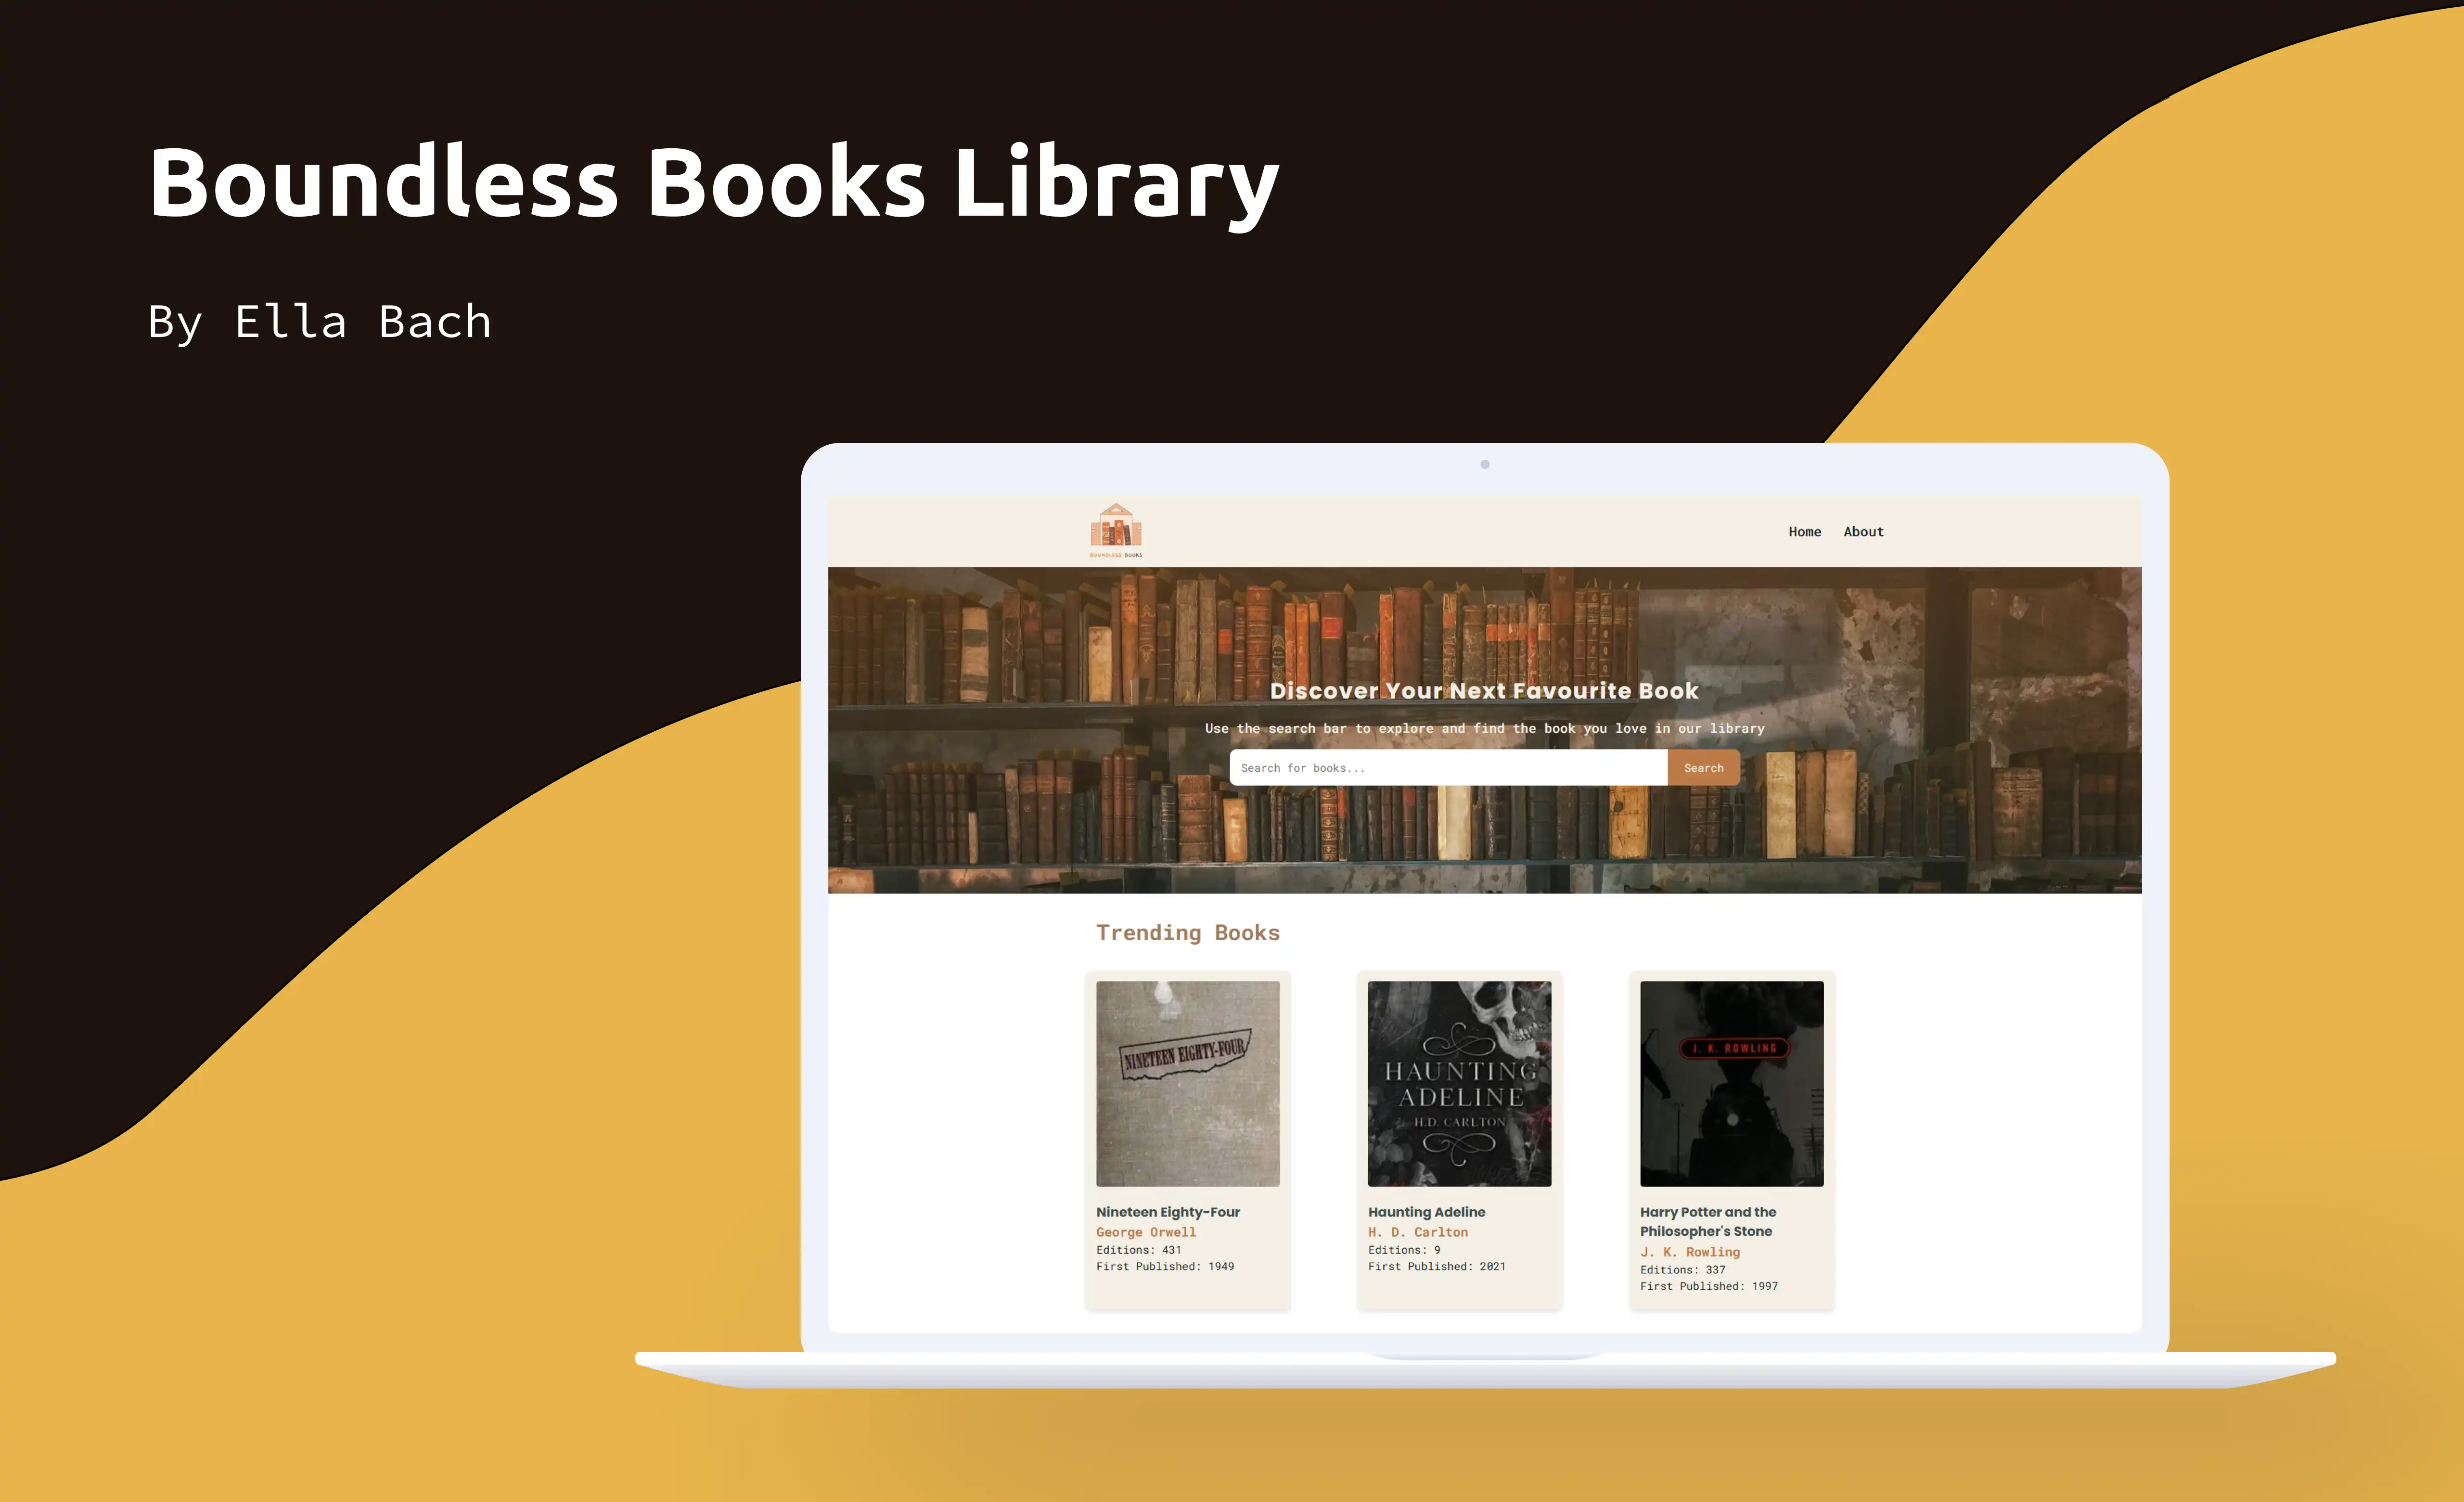 Boundless Books Library
By Ella Bach
Boundless Books
Home About
Discover Your Next Favourite Book
Use the search bar to explore and find the book you love in our library
Search for books... Search
Trending Books
NINETEEN EIGHTY-FOUR
HAUNTING
ADELINE
H.D. CARLTON
J. K. ROWLING
Nineteen Eighty-Four
George Orwell
Editions: 431
First Published: 1949
Haunting Adeline
H. D. Carlton
Editions: 9
First Published: 2021
Harry Potter and the
Philosopher's Stone
J. K. Rowling
Editions: 337
First Published: 1997